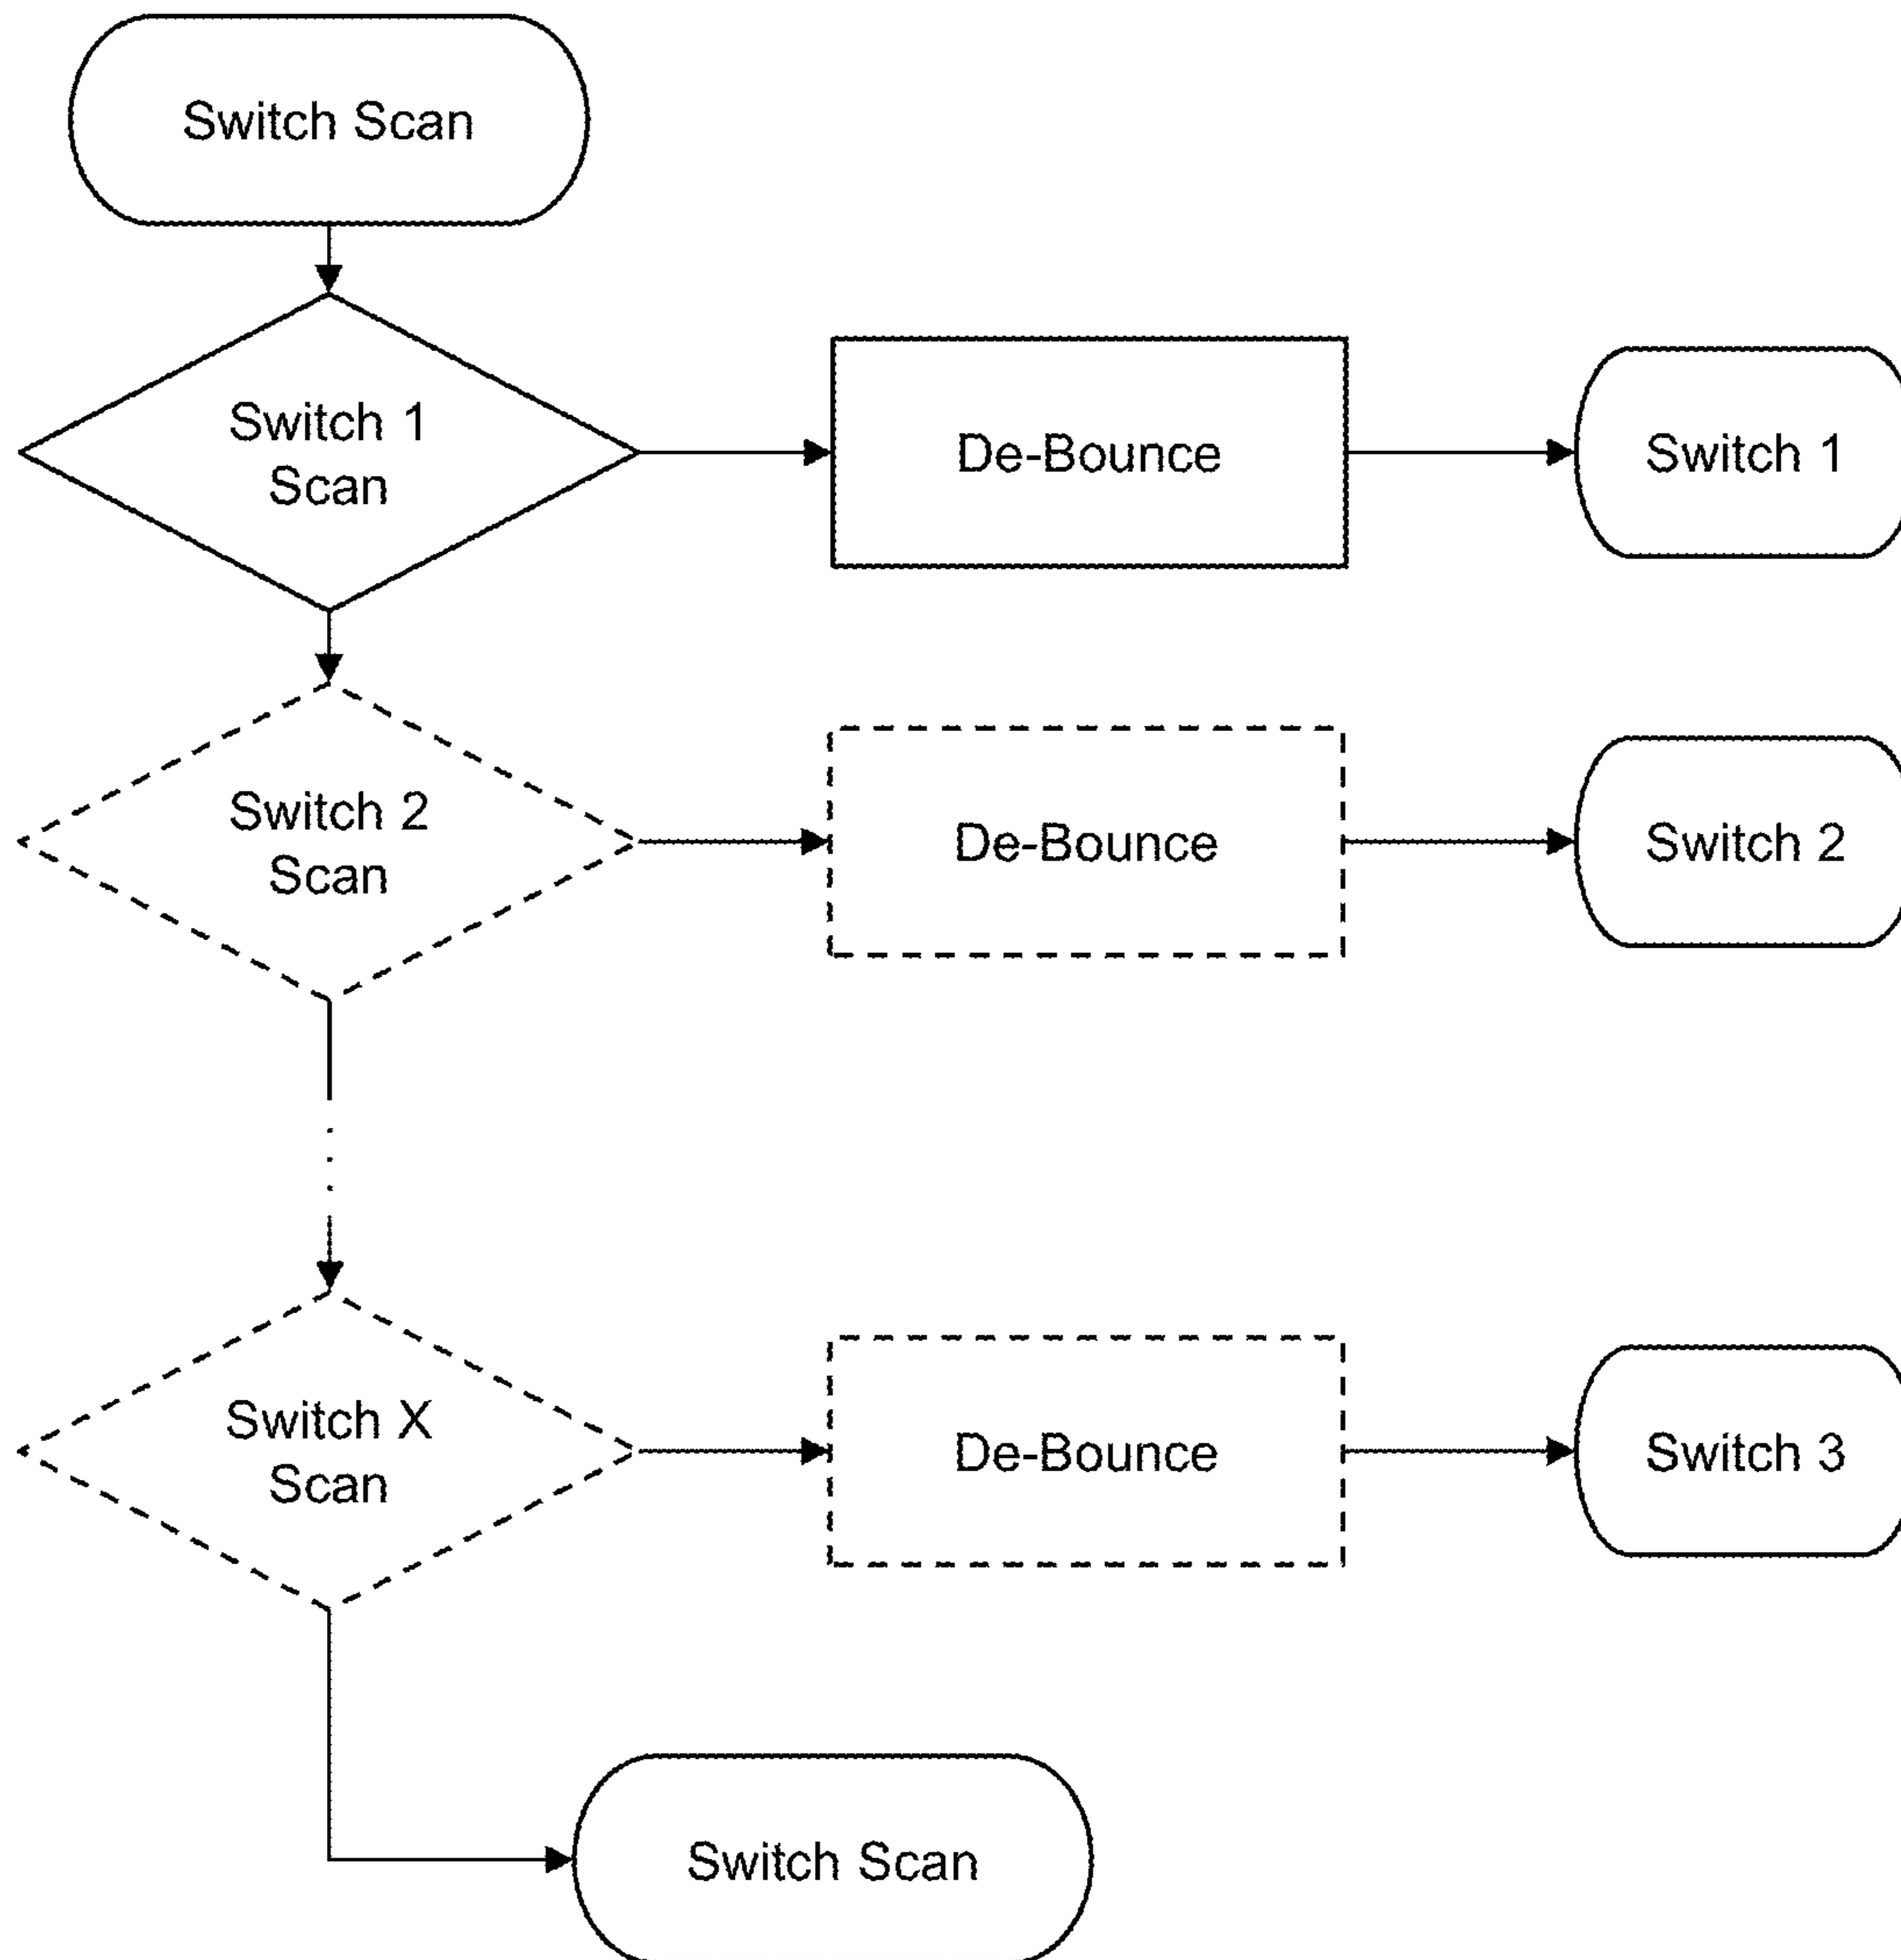 Switch Scan
Switch 1
Scan
De-Bounce
Switch 1
Switch 2
Scan
De-Bounce
Switch 2
Switch X
Scan
De-Bounce
Switch 3
Switch Scan